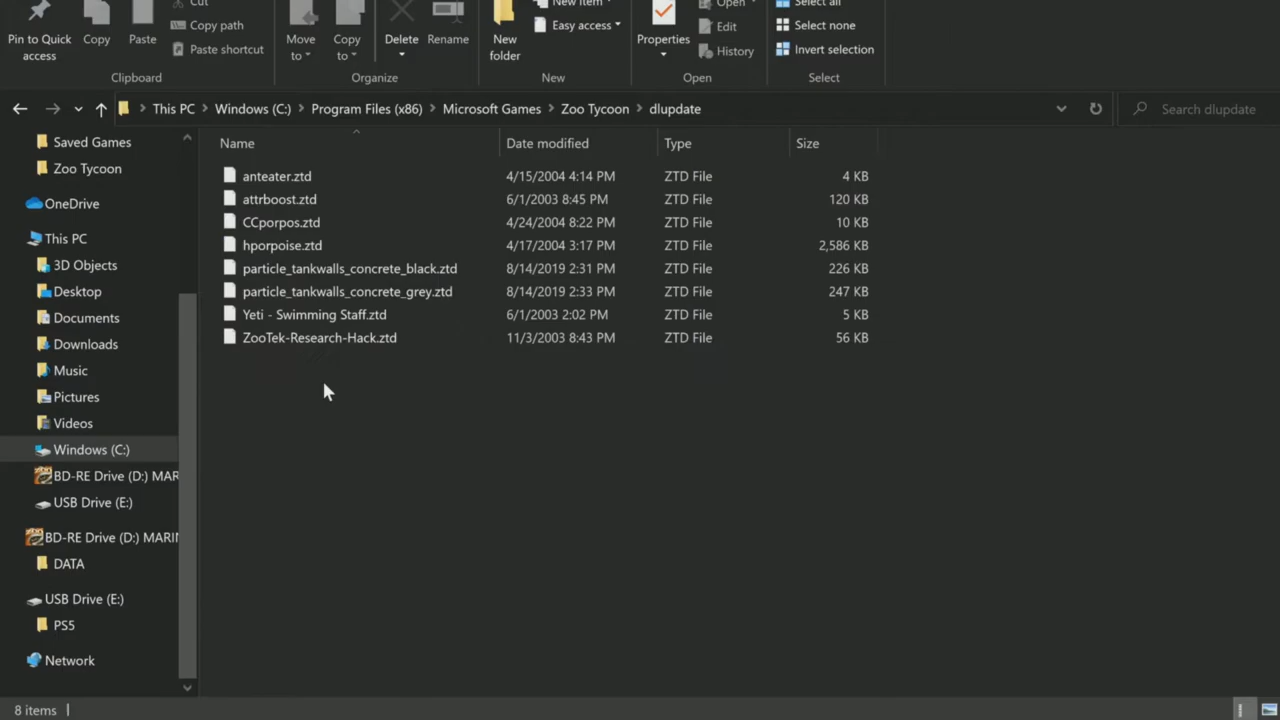 Cut
New item
Open
Select all
Pin to Quick access
Copy
Paste
Copy path
Paste shortcut
Move to
Copy to
Delete
Rename
New folder
Easy access
Properties
Edit
History
Select none
Invert selection
Clipboard
Organize
New
Open
Select
This PC
Windows (C:)
Program Files (x86)
Microsoft Games
Zoo Tycoon
dlupdate
Search dlupdate
Saved Games
Zoo Tycoon
OneDrive
This PC
3D Objects
Desktop
Documents
Downloads
Music
Pictures
Videos
Windows (C:)
BD-RE Drive (D:) MAR
USB Drive (E:)
BD-RE Drive (D:) MARIN
DATA
USB Drive (E:)
PS5
Network
Name Date modified Type Size
anteater.ztd 4/15/2004 4:14 PM ZTD File 4 KB
attrboost.ztd 6/1/2003 8:45 PM ZTD File 120 KB
CCporpos.ztd 4/24/2004 8:22 PM ZTD File 10 KB
hporpoise.ztd 4/17/2004 3:17 PM ZTD File 2,586 KB
particle_tankwalls_concrete_black.ztd 8/14/2019 2:31 PM ZTD File 226 KB
particle_tankwalls_concrete_grey.ztd 8/14/2019 2:33 PM ZTD File 247 KB
Yeti - Swimming Staff.ztd 6/1/2003 2:02 PM ZTD File 5 KB
ZooTek-Research-Hack.ztd 11/3/2003 8:43 PM ZTD File 56 KB
8 items